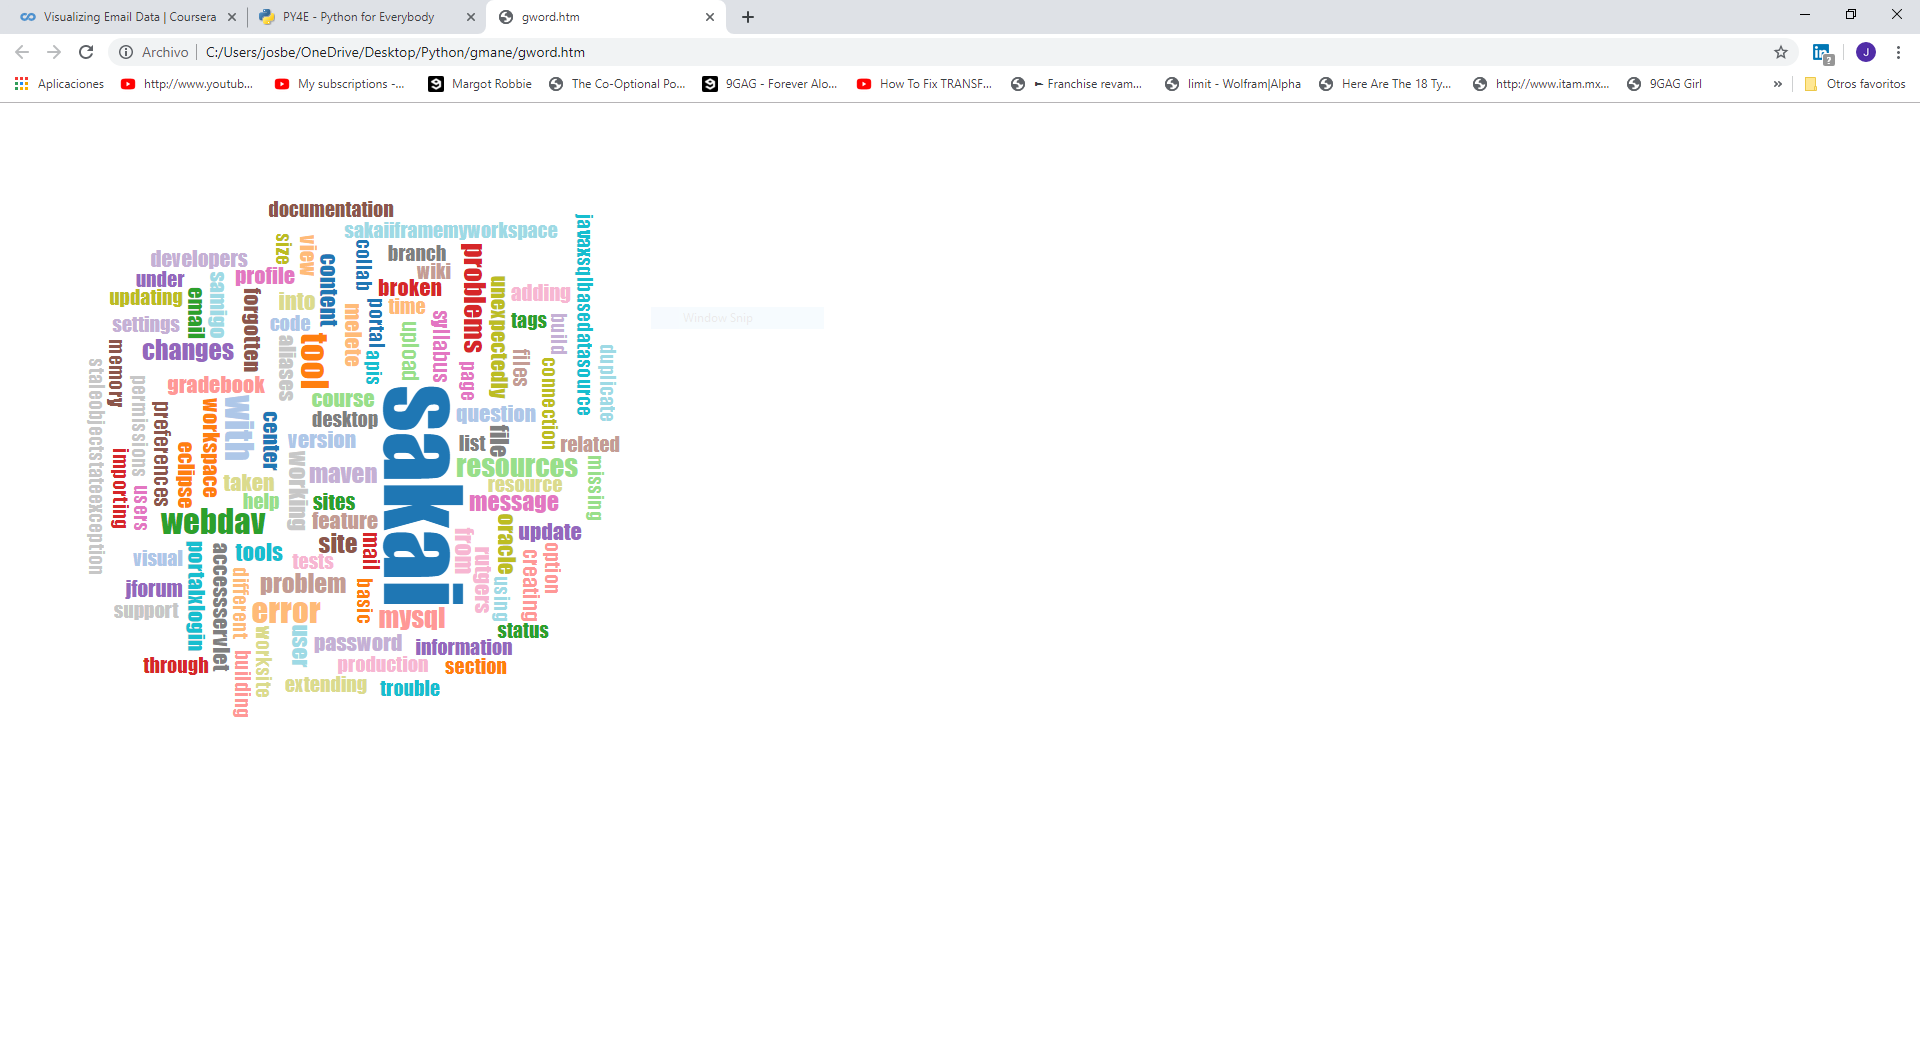 Visualizing Email Data | Coursera
PY4E - Python for Everybody
gword.htm
Archivo
C:/Users/josbe/OneDrive/Desktop/Python/gmane/gword.htm
J
?
Aplicaciones
http://www.youtub...
My subscriptions -...
Margot Robbie
The Co-Optional Po...
9GAG - Forever Alo...
How To Fix TRANSF...
► Franchise revam...
limit - Wolfram|Alpha
Here Are The 18 Ty...
http://www.itam.mx...
9GAG Girl
»
Otros favoritos
Window Snip
documentation
sakaiiframemyworkspace
javaxsqlbasedatasource
size
view
collab
branch
problems
developers
content
wiki
under
samigo
profile
broken
unexpectedly
adding
updating
email
forgotten
into
melete
portal
time
syllabus
tags
build
settings
code
upload
changes
aliases
tool
apis
files
memory
duplicate
staleobjectstateexception
permissions
gradebook
page
connection
preferences
workspace
with
center
course
desktop
sakai
question
version
list
file
related
importing
users
eclipse
working
maven
resources
missing
taken
resource
help
sites
message
webdav
feature
oracle
update
visual
portalxlogin
accessservlet
tools
site
mail
from
rutgers
creating
option
tests
jforum
different
problem
basic
using
support
error
mysql
status
worksite
user
password
information
through
building
production
section
extending
trouble